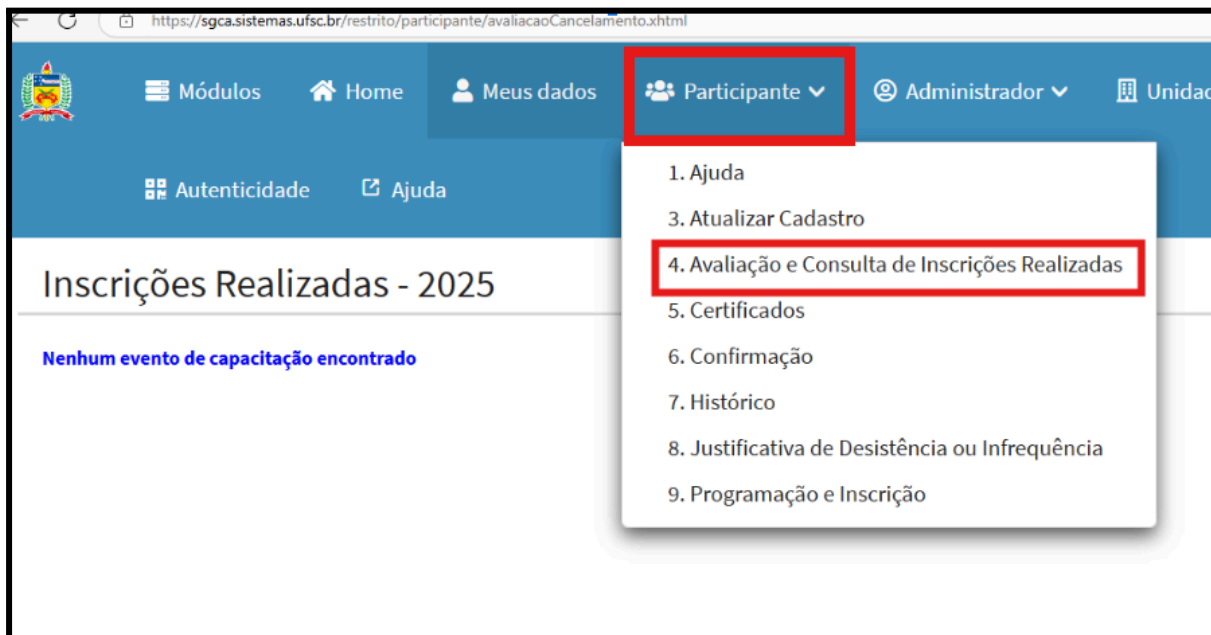 https://sgca.sistemas.ufsc.br/restrito/participante/avaliacaoCancelamento.xhtml
Módulos Home Meus dados Participante Administrador Unidad
Autenticidade Ajuda
1. Ajuda
3. Atualizar Cadastro
4. Avaliação e Consulta de Inscrições Realizadas
5. Certificados
6. Confirmação
7. Histórico
8. Justificativa de Desistência ou Infrequência
9. Programação e Inscrição
Inscrições Realizadas - 2025
Nenhum evento de capacitação encontrado